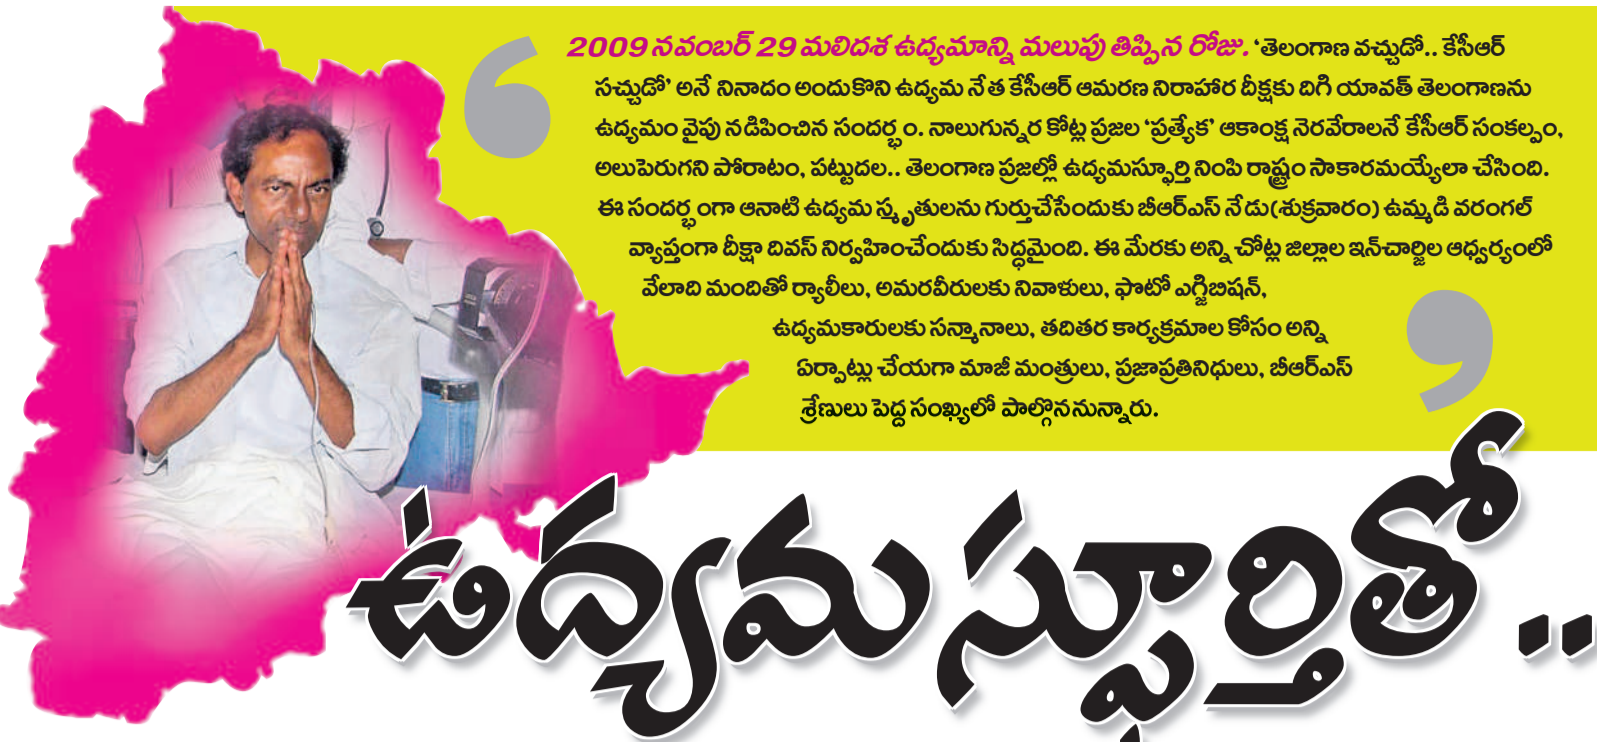 2009 నవంబర్ 29 మలిదశ ఉద్యమాన్ని మలుపు తిప్పిన రోజు. ‘తెలంగాణ వచ్చుడో.. కేసీఆర్
సచ్చుడో’ అనే నినాదం అందుకొని ఉద్యమ నేత కేసీఆర్ ఆమరణ నిరాహార దీక్షకు దిగి యావత్ తెలంగాణను
ఉద్యమం వైపు నడిపించిన సందర్భం. నాలుగున్నర కోట్ల ప్రజల ‘ప్రత్యేక’ ఆకాంక్ష నెరవేరాలనే కేసీఆర్ సంకల్పం,
అలుపెరుగని పోరాటం, పట్టుదల.. తెలంగాణ ప్రజల్లో ఉద్యమస్ఫూర్తి నింపి రాష్ట్రం సాకారమయ్యేలా చేసింది.
ఈ సందర్భంగా ఆనాటి ఉద్యమ స్మృతులను గుర్తుచేసేందుకు బీఆర్ఎస్ నేడు(శుక్రవారం) ఉమ్మడి వరంగల్
వ్యాప్తంగా దీక్షా దివస్ నిర్వహించేందుకు సిద్ధమైంది. ఈ మేరకు అన్ని చోట్ల జిల్లాల ఇన్‌చార్జిల ఆధ్వర్యంలో
వేలాది మందితో ర్యాలీలు, అమరవీరులకు నివాళులు, ఫొటో ఎగ్జిబిషన్,
ఉద్యమకారులకు సన్మానాలు, తదితర కార్యక్రమాల కోసం అన్ని
ఏర్పాట్లు చేయగా మాజీ మంత్రులు, ప్రజాప్రతినిధులు, బీఆర్ఎస్
శ్రేణులు పెద్ద సంఖ్యలో పాల్గొననున్నారు.
ఉద్యమ స్ఫూర్తితో..